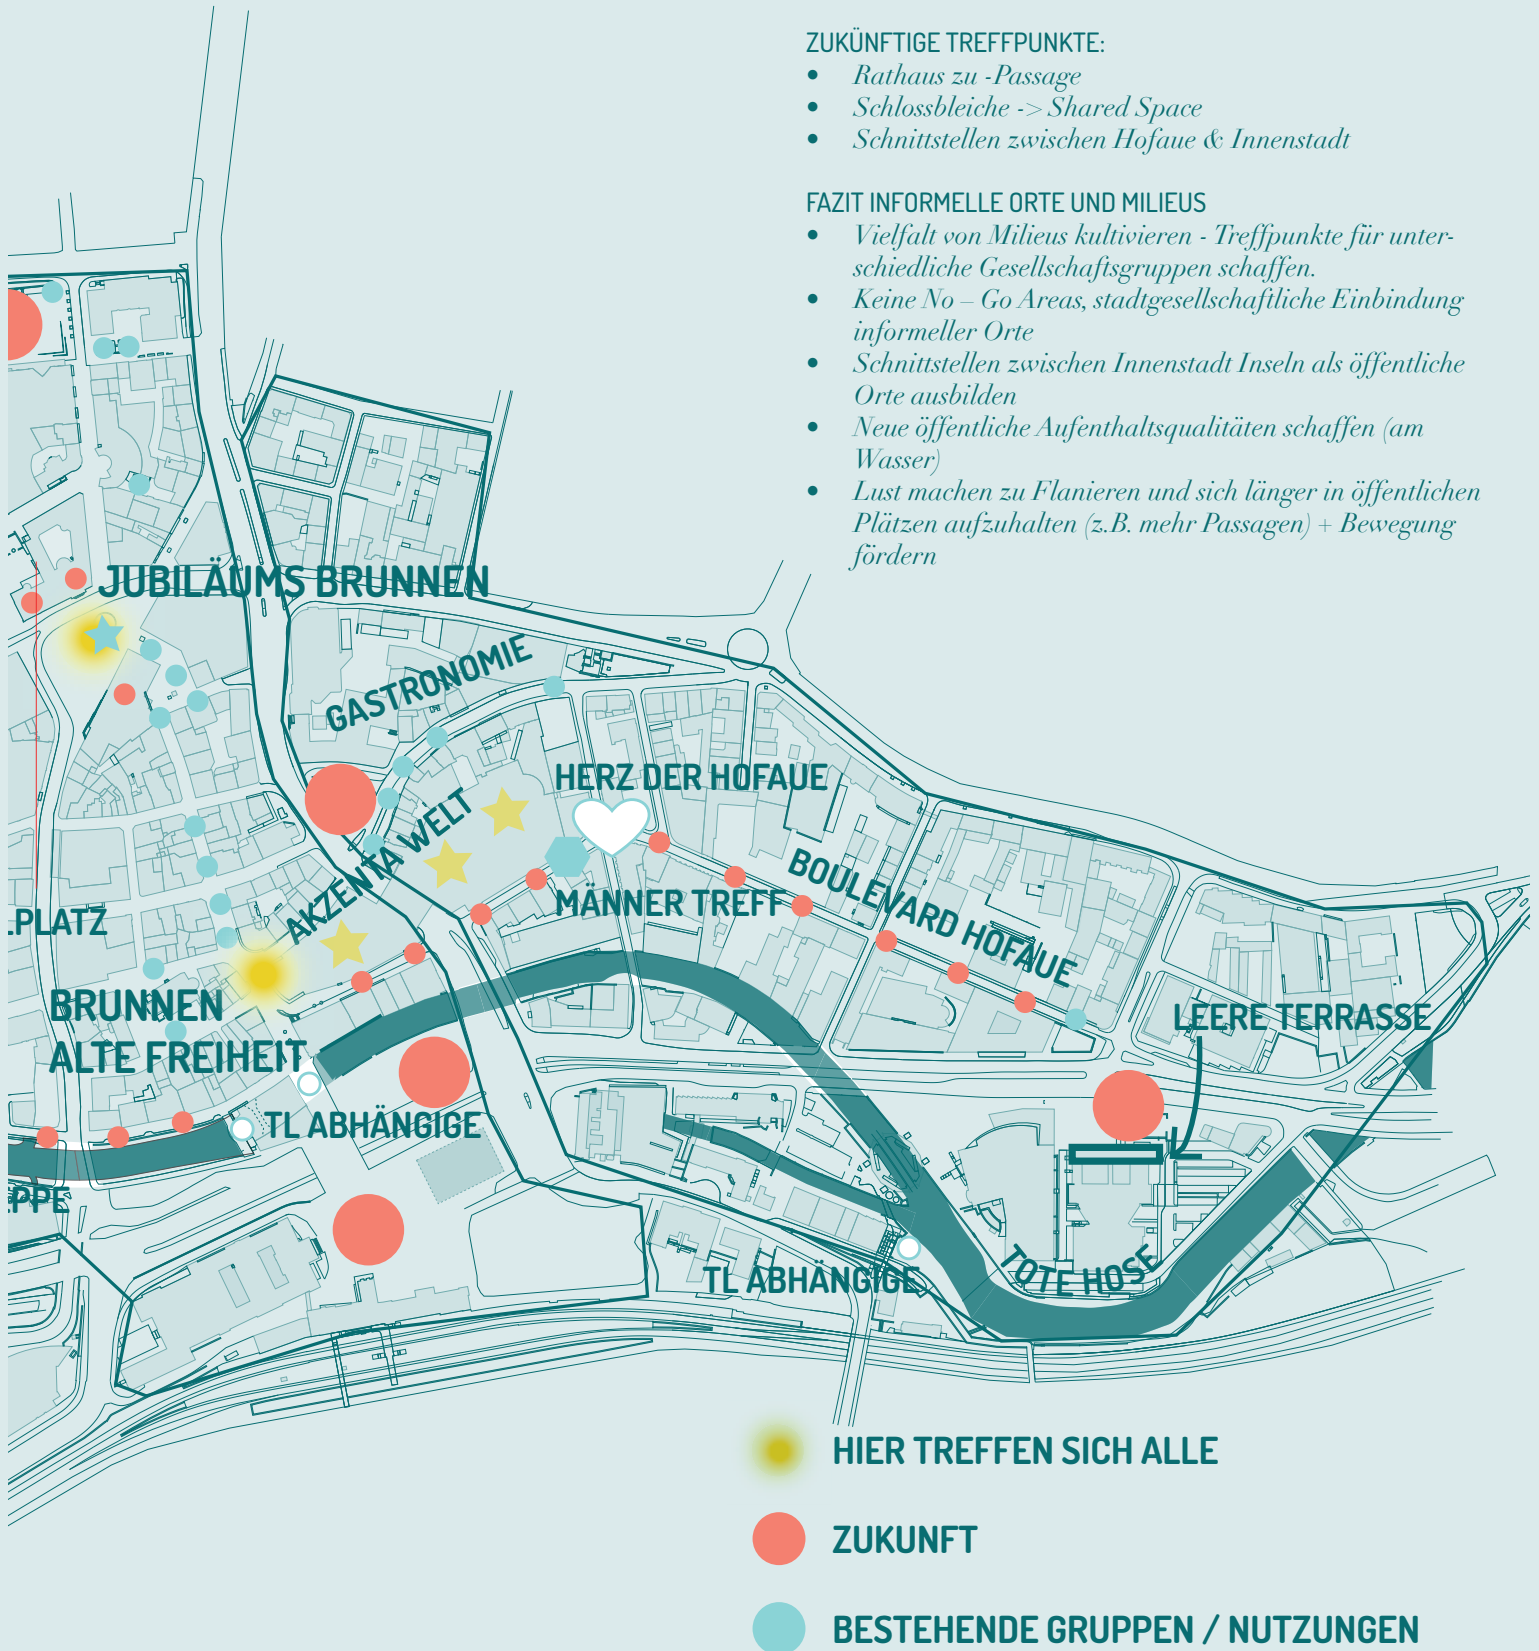 ZUKÜNFTIGE TREFFPUNKTE:
• Rathaus zu -Passage
• Schlossbleiche -> Shared Space
• Schnittstellen zwischen Hofaue & Innenstadt
FAZIT INFORMELLE ORTE UND MILIEUS
• Vielfalt von Milieus kultivieren - Treffpunkte für unter-
schiedliche Gesellschaftsgruppen schaffen.
• Keine No – Go Areas, stadtgesellschaftliche Einbindung
informeller Orte
• Schnittstellen zwischen Innenstadt Inseln als öffentliche
Orte ausbilden
• Neue öffentliche Aufenthaltsqualitäten schaffen (am
Wasser)
• Lust machen zu Flanieren und sich länger in öffentlichen
Plätzen aufzuhalten (z.B. mehr Passagen) + Bewegung
fördern
JUBILÄUMS BRUNNEN
GASTRONOMIE
HERZ DER HOFAUE
AKZENTA WELT
MÄNNER TREFF
BOULEVARD HOFAUE
LPLATZ
BRUNNEN
ALTE FREIHEIT
LEERE TERRASSE
TL ABHÄNGIGE
EPPE
TL ABHÄNGIGE
TOTE HOSE
HIER TREFFEN SICH ALLE
ZUKUNFT
BESTEHENDE GRUPPEN / NUTZUNGEN